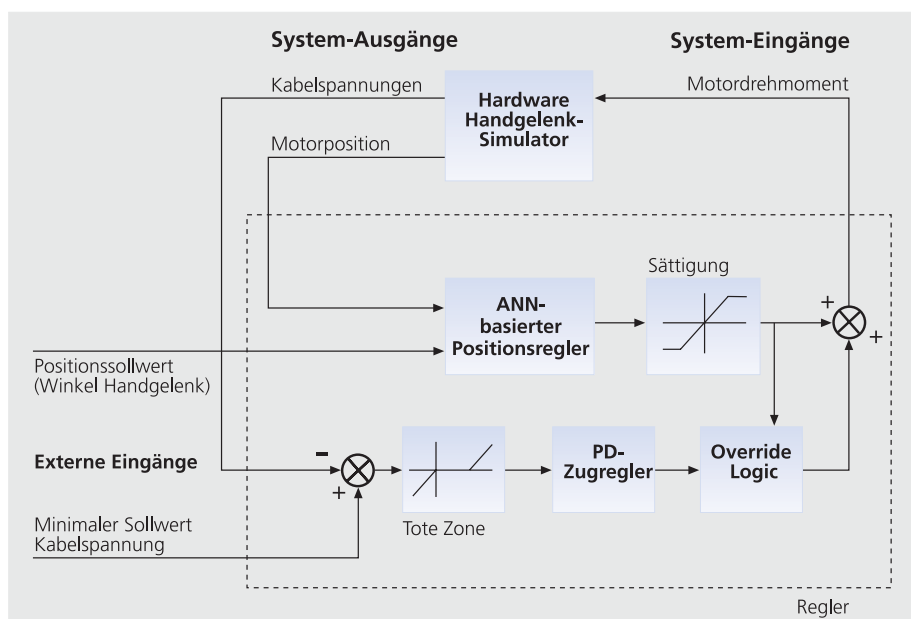 System-Ausgänge
System-Eingänge
Kabelspannungen
Motordrehmoment
Hardware
Handgelenk-
Simulator
Motorposition
Sättigung
ANN-
basierter
Positionsregler
+
+
Positionssollwert
(Winkel Handgelenk)
Externe Eingänge
-
+
PD-
Zugregler
Override
Logic
Minimaler Sollwert
Kabelspannung
Tote Zone
Regler